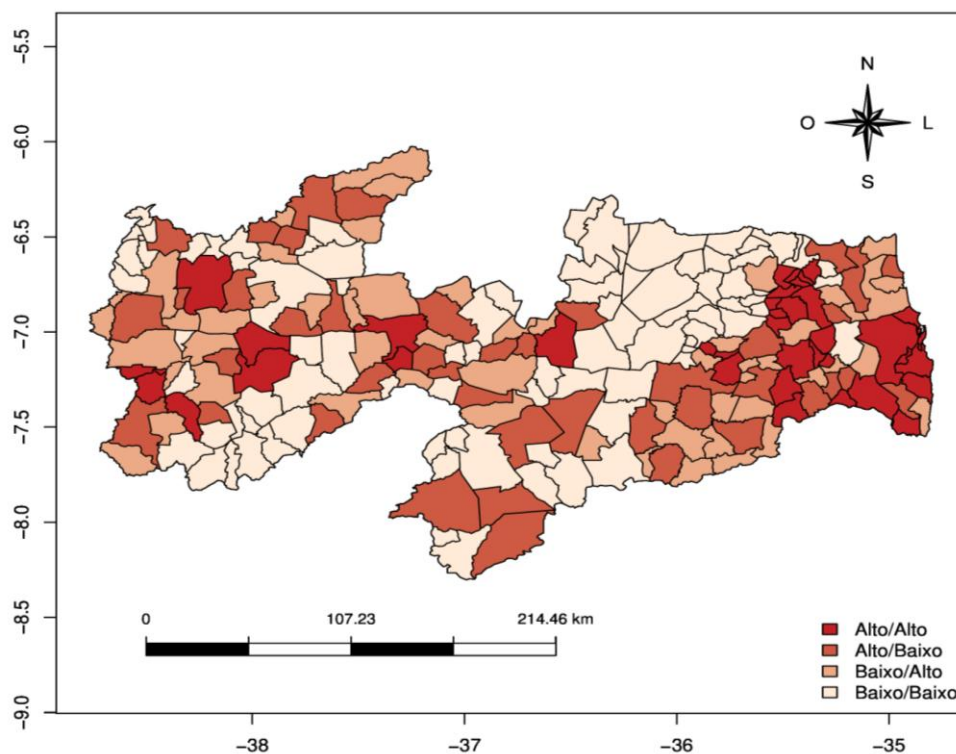 -5.5
-6.0
-6.5
-7.0
-7.5
-8.0
-8.5
-9.0
N
O L
S
0 107.23 214.46 km
Alto/Alto
Alto/Baixo
Baixo/Alto
Baixo/Baixo
-38 -37 -36 -35